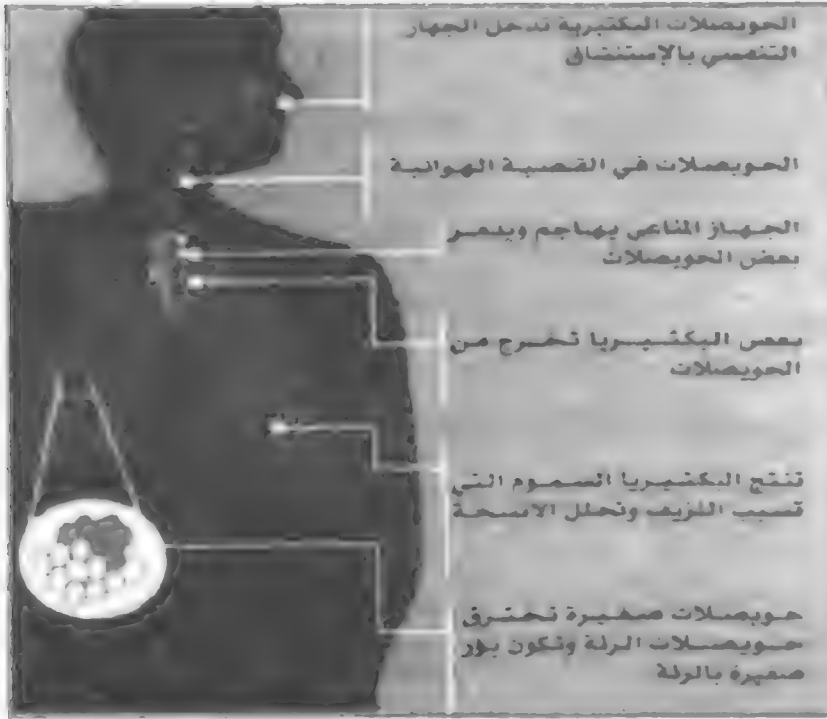 الحويصلات البكتيرية تدخل الجهاز
التنفسي بالإستنشاق
الحويصلات في القصبة الهوائية
الجهاز المناعي يهاجم ويدمر
بعض الحويصلات
بعض البكتيريا تخرج من
الحويصلات
تنتج البكتيريا السموم التي
تسبب النزيف وتحلل الانسجة
حويصلات صغيرة تخترق
حويصلات الرئة وتكون بؤر
صغيرة بالرئة